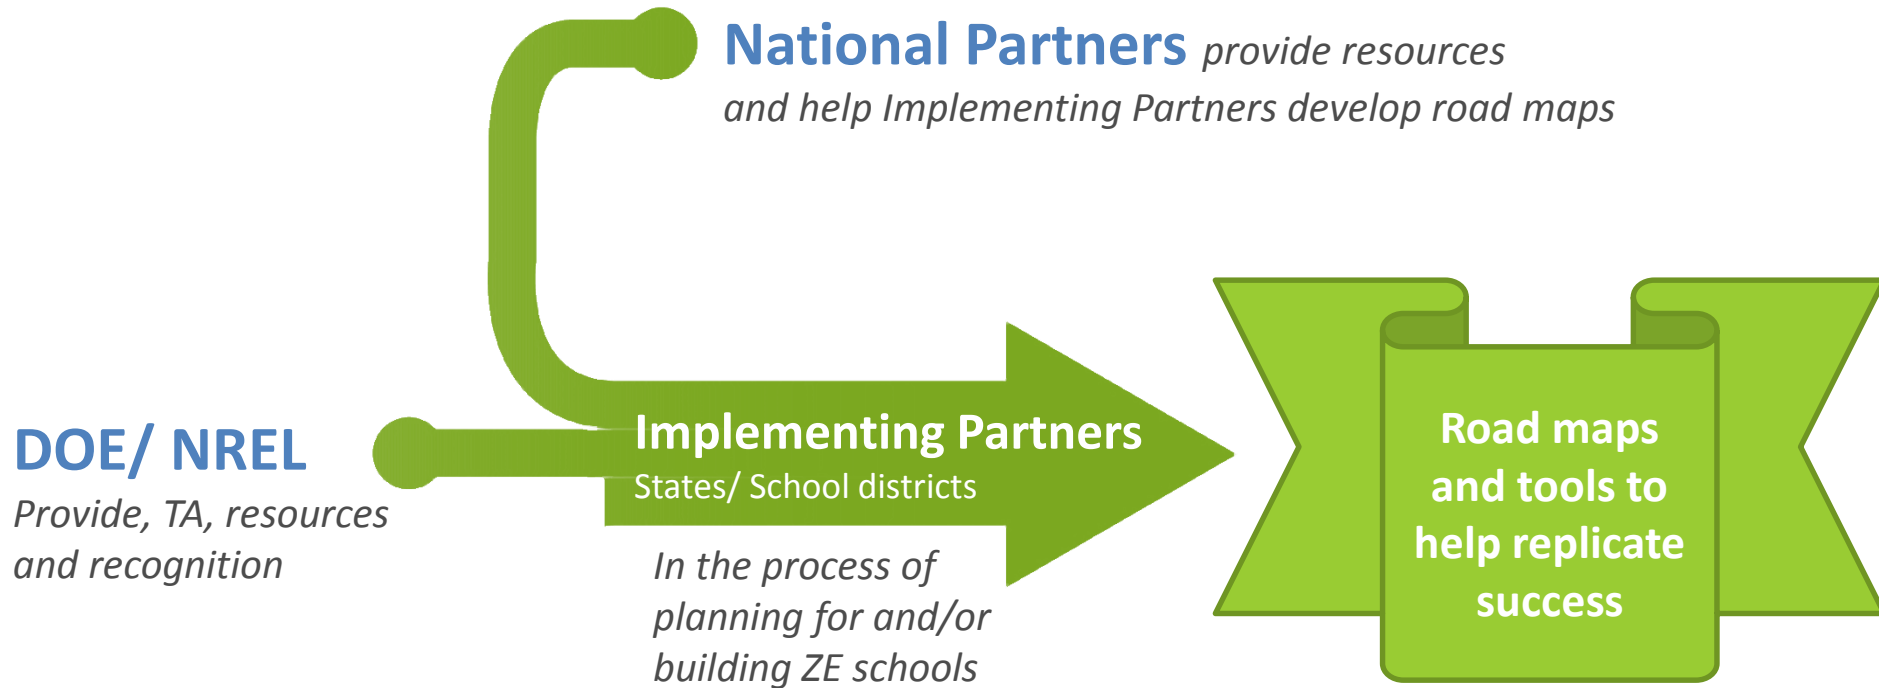 National Partners provide resources
and help Implementing Partners develop road maps
DOE/ NREL
Provide, TA, resources
and recognition
Implementing Partners
States/ School districts
In the process of
planning for and/or
building ZE schools
Road maps
and tools to
help replicate
success